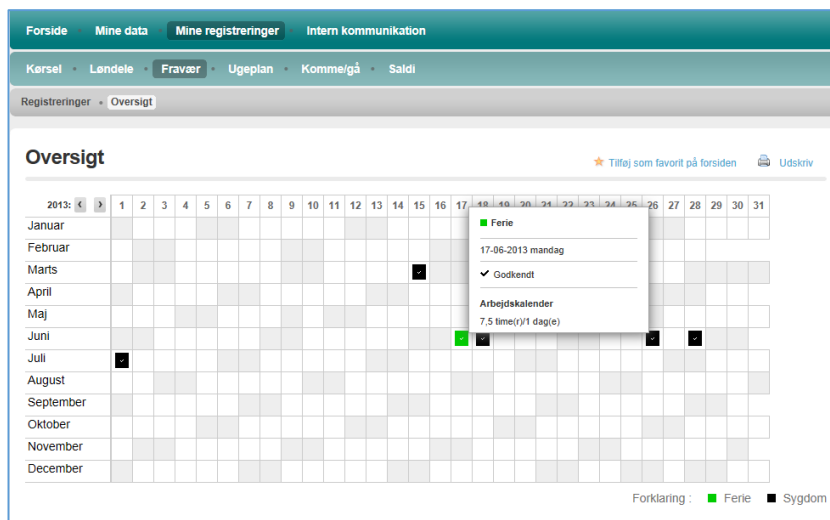 Forside Mine data Mine registreringer Intern kommunikation
Kørsel Løndele Fravær Ugeplan Komme/gå Saldi
Registreringer Oversigt
Oversigt
Tilføj som favorit på forsiden Udskriv
2013: 1 2 3 4 5 6 7 8 9 10 11 12 13 14 15 16 17 18 19 20 21 22 23 24 25 26 27 28 29 30 31
Januar
Ferie
Februar
17-06-2013 mandag
Marts
Godkendt
April
Arbejdskalender
Maj
7,5 time(r)/1 dag(e)
Juni
Juli
August
September
Oktober
November
December
Forklaring : Ferie Sygdom